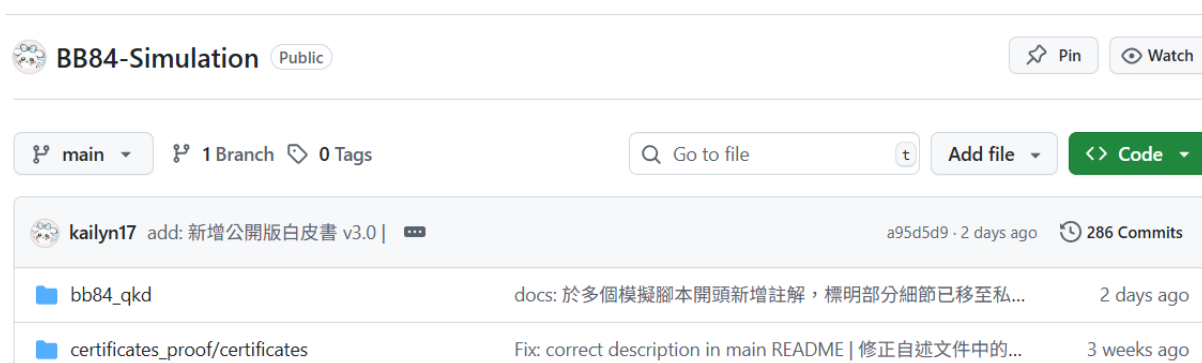 BB84-Simulation Public Pin Watch
main 1 Branch 0 Tags Go to file t Add file Code
kailyn17 add: 新增公開版白皮書 v3.0 | a95d5d9 · 2 days ago 286 Commits
bb84_qkd docs: 於多個模擬腳本開頭新增註解，標明部分細節已移至私... 2 days ago
certificates_proof/certificates Fix: correct description in main README | 修正自述文件中的... 3 weeks ago